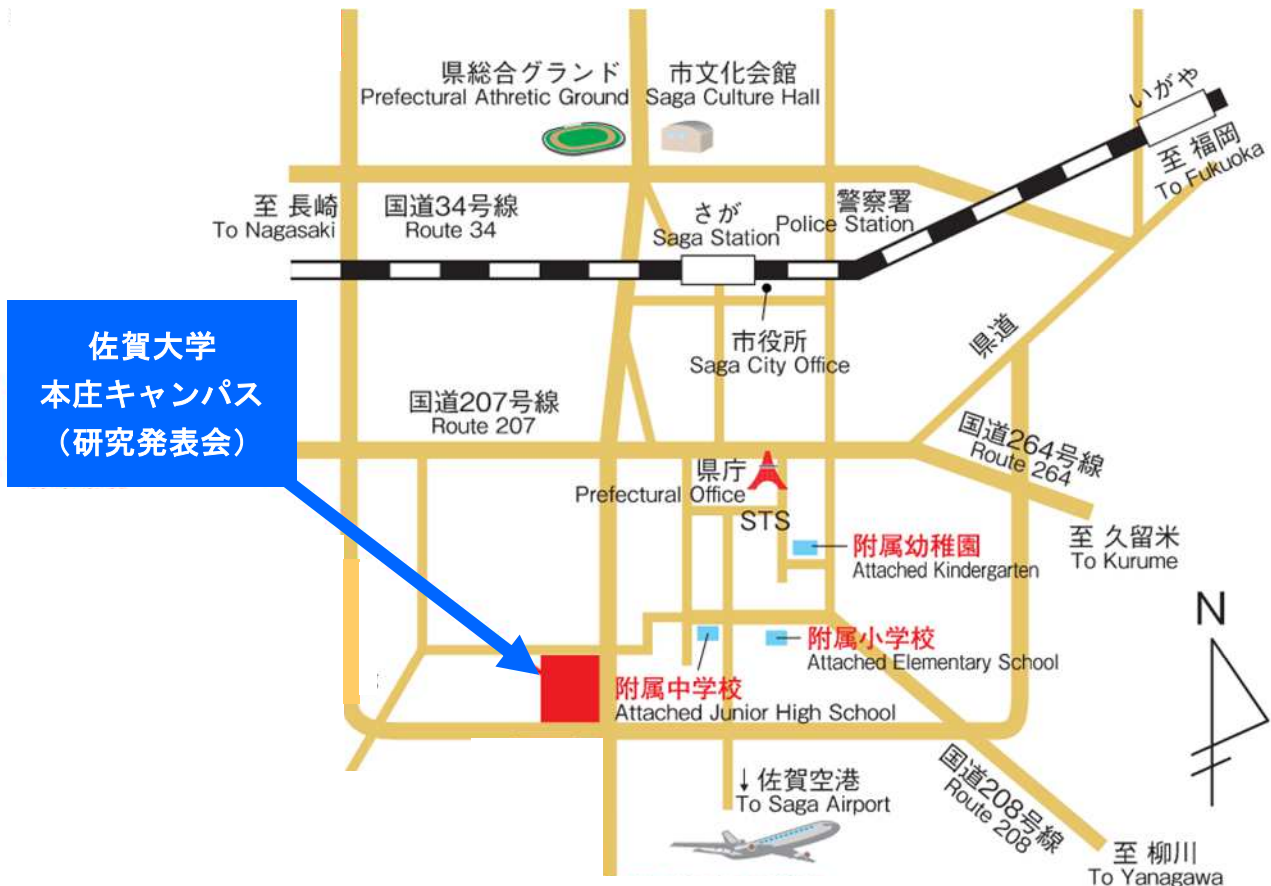 県総合グランド
Prefectural Athretic Ground
市文化会館
Saga Culture Hall
いがや
至 福岡
To Fukuoka
至 長崎
To Nagasaki
国道34号線
Route 34
さが
Saga Station
警察署
Police Station
市役所
Saga City Office
県道
佐賀大学
本庄キャンパス
（研究発表会）
国道207号線
Route 207
国道264号線
Route 264
県庁
Prefectural Office
STS
至 久留米
To Kurume
附属幼稚園
Attached Kindergarten
N
附属小学校
Attached Elementary School
附属中学校
Attached Junior High School
↓佐賀空港
To Saga Airport
国道208号線
Route 208
至 柳川
To Yanagawa